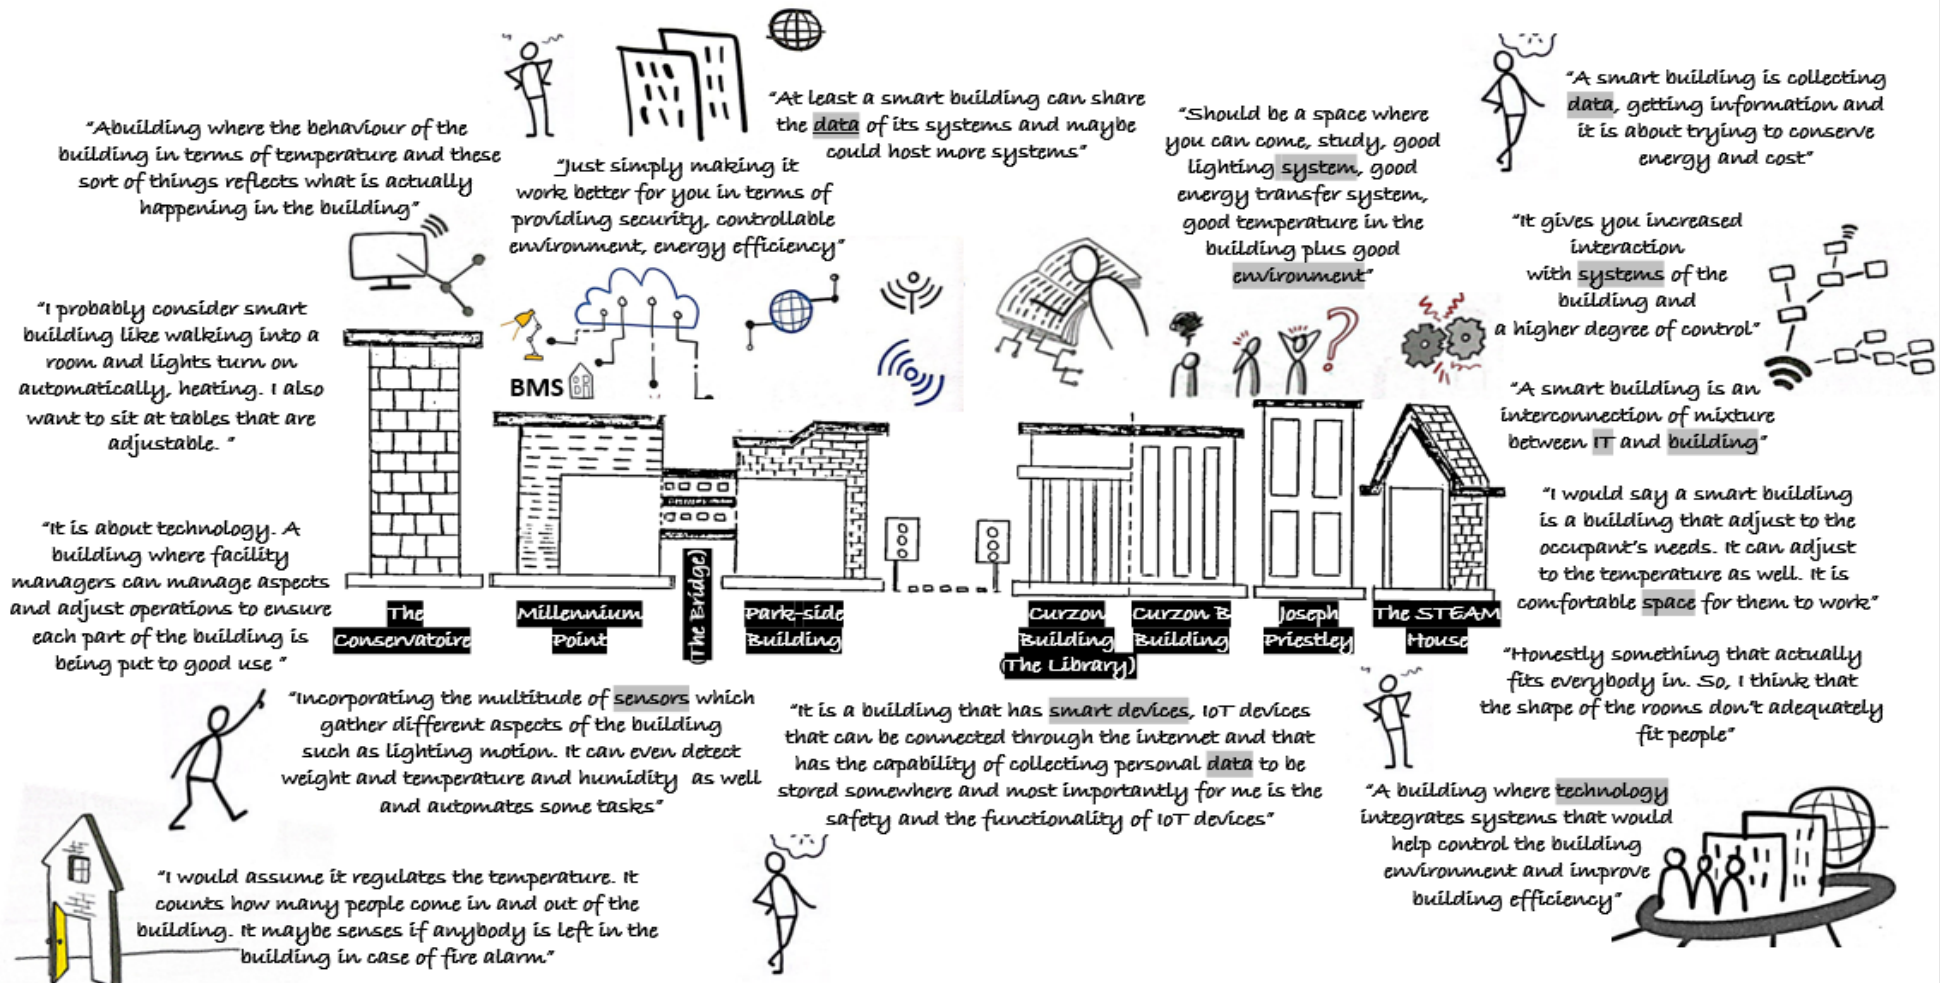 “Abuilding where the behaviour of the
building in terms of temperature and these
sort of things reflects what is actually
happening in the building”
“Just simply making it
work better for you in terms of
providing security, controllable
environment, energy efficiency”
“At least a smart building can share
the data of its systems and maybe
could host more systems”
“Should be a space where
you can come, study, good
lighting system, good
energy transfer system,
good temperature in the
building plus good
environment”
“A smart building is collecting
data, getting information and
it is about trying to conserve
energy and cost”
“It gives you increased
interaction
with systems of the
building and
a higher degree of control”
“I probably consider smart
building like walking into a
room and lights turn on
automatically, heating. I also
want to sit at tables that are
adjustable. ”
BMS
“A smart building is an
interconnection of mixture
between IT and building”
“It is about technology. A
building where facility
managers can manage aspects
and adjust operations to ensure
each part of the building is
being put to good use ”
“I would say a smart building
is a building that adjust to the
occupant’s needs. It can adjust
to the temperature as well. It is
comfortable space for them to work”
The
Conservatoire
Millennium
Point
(The Bridge)
Park-side
Building
Curzon
Building
(The Library)
Curzon B
Building
Joseph
Priestley
The STEAM
House
“Honestly something that actually
fits everybody in. So, I think that
the shape of the rooms don’t adequately
fit people”
“Incorporating the multitude of sensors which
gather different aspects of the building
such as lighting motion. It can even detect
weight and temperature and humidity as well
and automates some tasks”
“It is a building that has smart devices, IoT devices
that can be connected through the internet and that
has the capability of collecting personal data to be
stored somewhere and most importantly for me is the
safety and the functionality of IoT devices”
“A building where technology
integrates systems that would
help control the building
environment and improve
building efficiency”
“I would assume it regulates the temperature. It
counts how many people come in and out of the
building. It maybe senses if anybody is left in the
building in case of fire alarm”